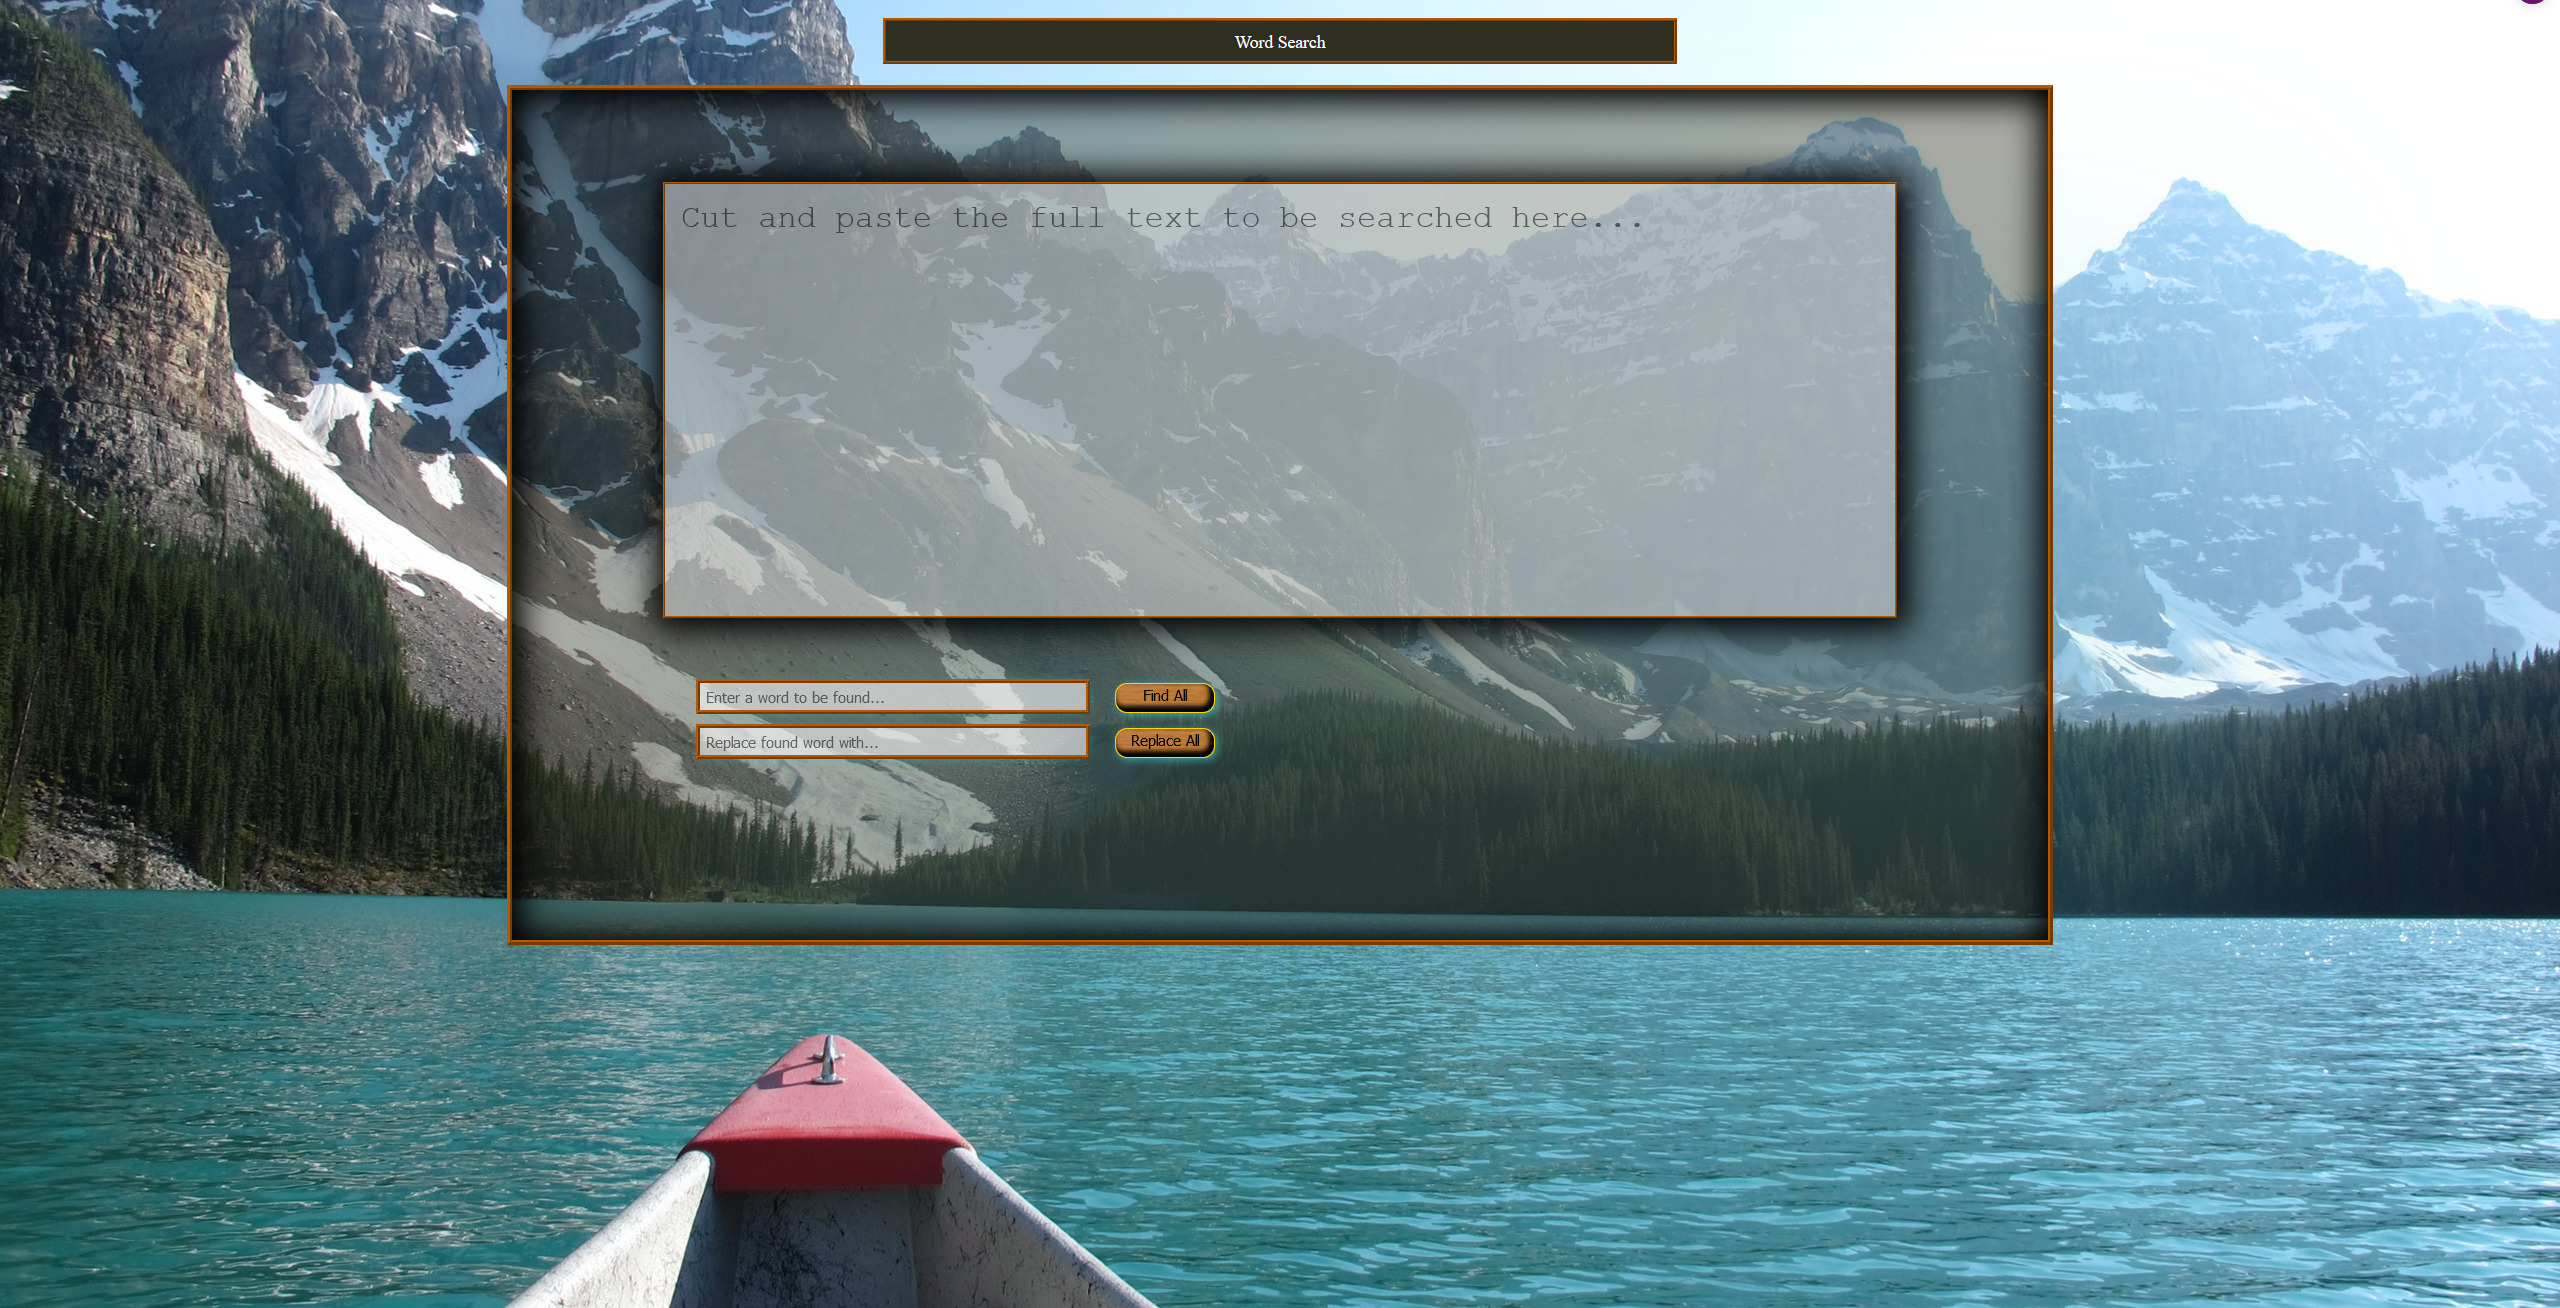 Word Search
Cut and paste the full text to be searched here...
Enter a word to be found...
Find All
Replace found word with...
Replace All